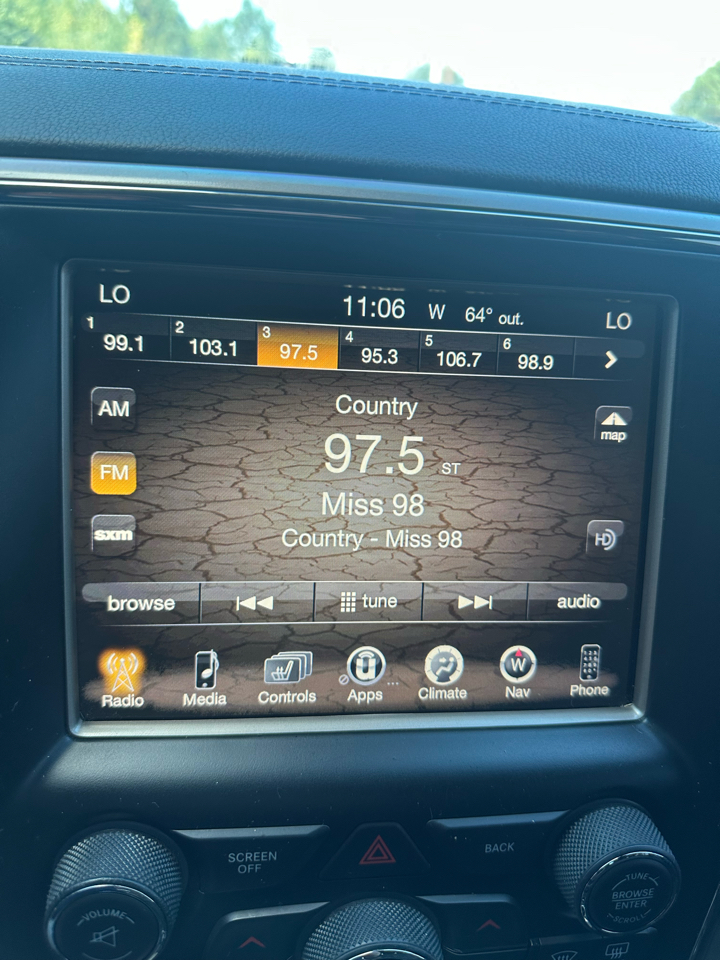 LO 11:06 W 64° out. LO
1 99.1 2 103.1 3 97.5 4 95.3 5 106.7 6 98.9
Country
AM
map
97.5 ST
FM
Miss 98
Country - Miss 98
sxm
HD
browse tune audio
Radio Media Controls Apps ... Climate W Nav Phone
SCREEN
OFF
BACK
VOLUME
TUNE
BROWSE
ENTER
SCROLL